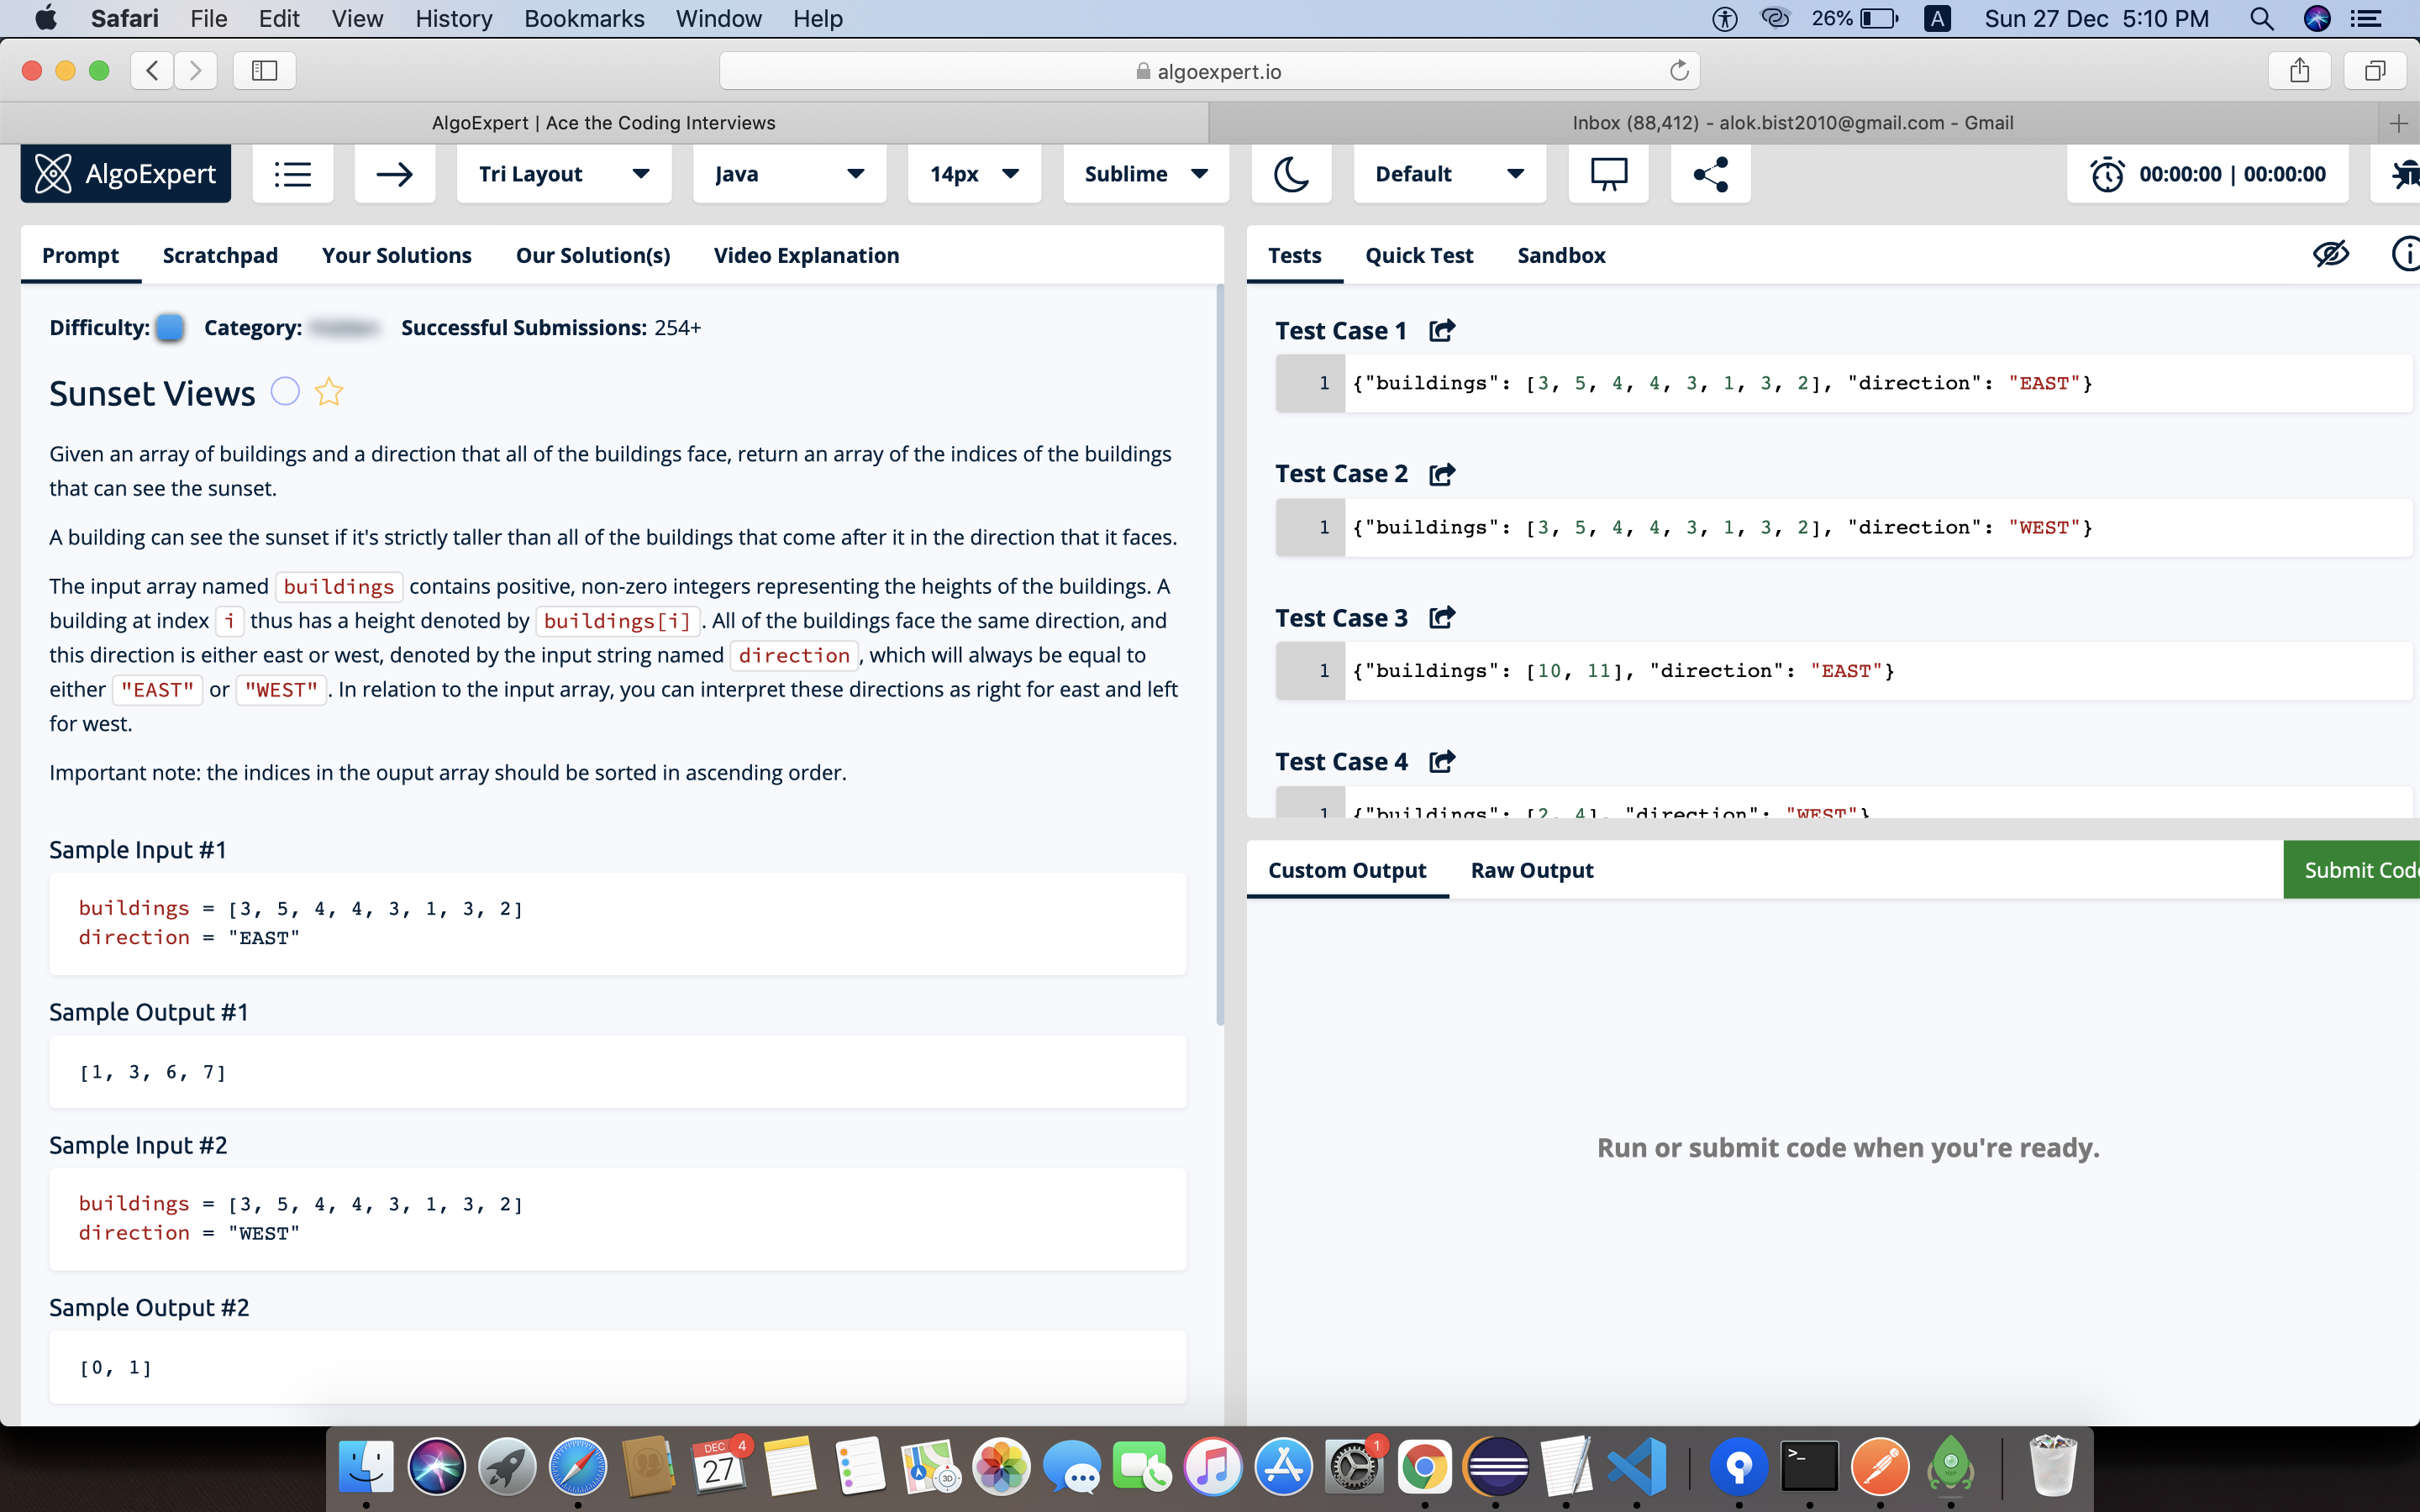 Safari File Edit View History Bookmarks Window Help 26% A Sun 27 Dec 5:10 PM
algoexpert.io
AlgoExpert | Ace the Coding Interviews Inbox (88,412) - alok.bist2010@gmail.com - Gmail
AlgoExpert Tri Layout Java 14px Sublime Default 00:00:00 | 00:00:00
Prompt Scratchpad Your Solutions Our Solution(s) Video Explanation
Difficulty: Category: Successful Submissions: 254+
Sunset Views
Given an array of buildings and a direction that all of the buildings face, return an array of the indices of the buildings
that can see the sunset.
A building can see the sunset if it's strictly taller than all of the buildings that come after it in the direction that it faces.
The input array named buildings contains positive, non-zero integers representing the heights of the buildings. A
building at index i thus has a height denoted by buildings[i] . All of the buildings face the same direction, and
this direction is either east or west, denoted by the input string named direction , which will always be equal to
either "EAST" or "WEST" . In relation to the input array, you can interpret these directions as right for east and left
for west.
Important note: the indices in the ouput array should be sorted in ascending order.
Sample Input #1
buildings = [3, 5, 4, 4, 3, 1, 3, 2]
direction = "EAST"
Sample Output #1
[1, 3, 6, 7]
Sample Input #2
buildings = [3, 5, 4, 4, 3, 1, 3, 2]
direction = "WEST"
Sample Output #2
[0, 1]
Tests Quick Test Sandbox
Test Case 1
1 {"buildings": [3, 5, 4, 4, 3, 1, 3, 2], "direction": "EAST"}
Test Case 2
1 {"buildings": [3, 5, 4, 4, 3, 1, 3, 2], "direction": "WEST"}
Test Case 3
1 {"buildings": [10, 11], "direction": "EAST"}
Test Case 4
1 {"buildings": [2, 4], "direction": "WEST"}
Custom Output Raw Output Submit Code
Run or submit code when you're ready.
DEC 4
27
3D
1
>_